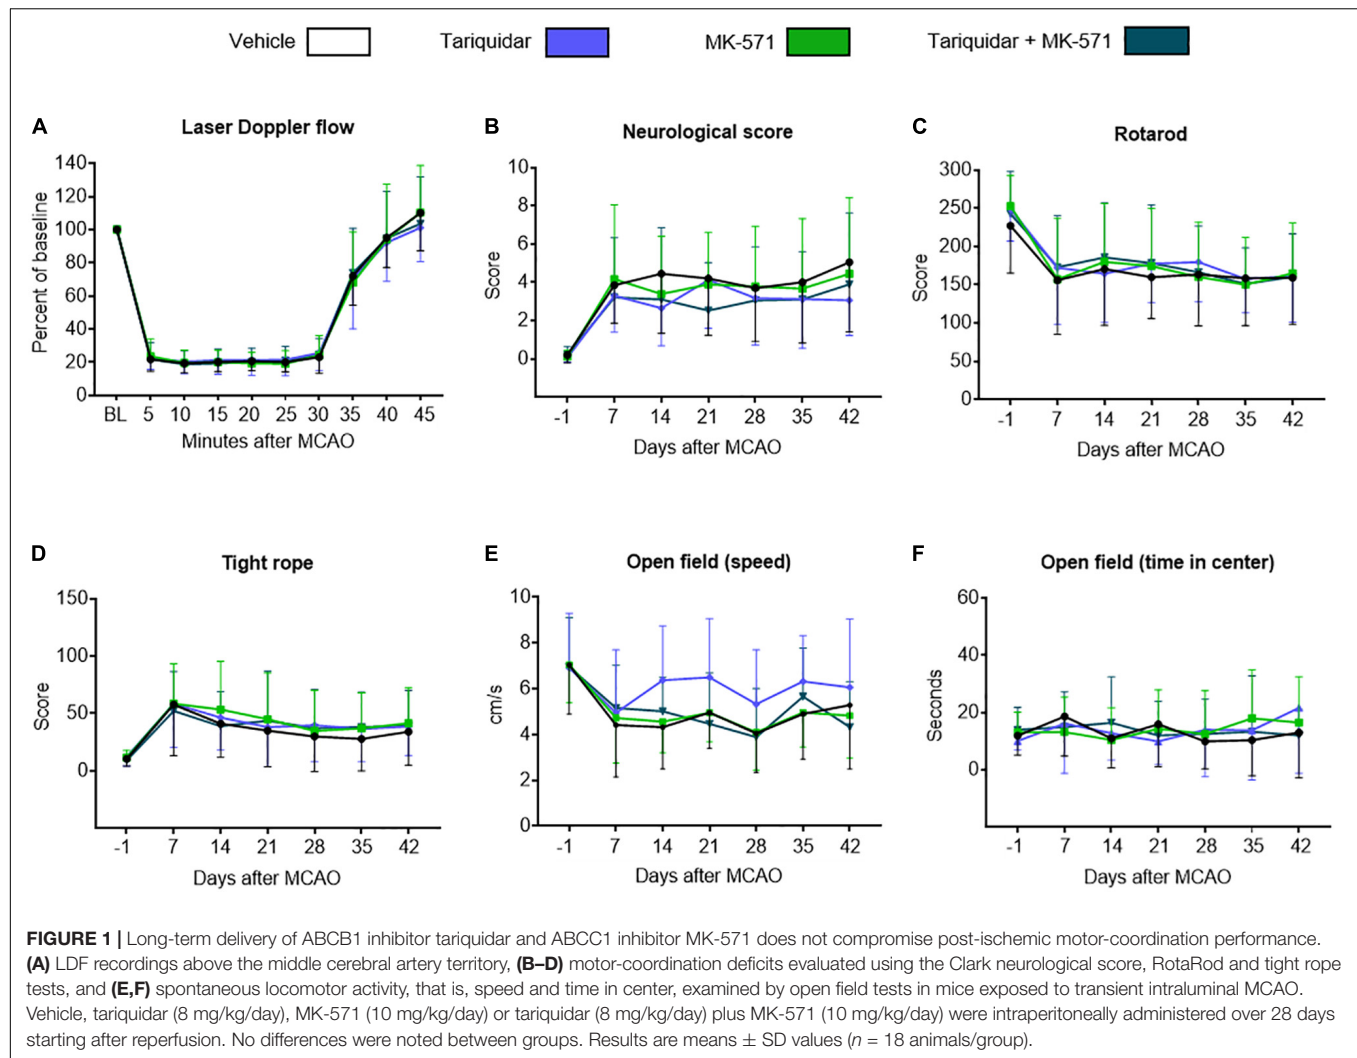 Vehicle Tariquidar MK-571 Tariquidar + MK-571
A Laser Doppler flow
Percent of baseline
140
120
100
80
60
40
20
0
BL 5 10 15 20 25 30 35 40 45
Minutes after MCAO
B Neurological score
Score
10
8
6
4
2
0
-1 7 14 21 28 35 42
Days after MCAO
C Rotarod
Score
300
250
200
150
100
50
0
-1 7 14 21 28 35 42
Days after MCAO
D Tight rope
Score
150
100
50
0
-1 7 14 21 28 35 42
Days after MCAO
E Open field (speed)
cm/s
10
8
6
4
2
0
-1 7 14 21 28 35 42
Days after MCAO
F Open field (time in center)
Seconds
60
40
20
0
-1 7 14 21 28 35 42
Days after MCAO
FIGURE 1 | Long-term delivery of ABCB1 inhibitor tariquidar and ABCC1 inhibitor MK-571 does not compromise post-ischemic motor-coordination performance.
(A) LDF recordings above the middle cerebral artery territory, (B–D) motor-coordination deficits evaluated using the Clark neurological score, RotaRod and tight rope
tests, and (E,F) spontaneous locomotor activity, that is, speed and time in center, examined by open field tests in mice exposed to transient intraluminal MCAO.
Vehicle, tariquidar (8 mg/kg/day), MK-571 (10 mg/kg/day) or tariquidar (8 mg/kg/day) plus MK-571 (10 mg/kg/day) were intraperitoneally administered over 28 days
starting after reperfusion. No differences were noted between groups. Results are means ± SD values (n = 18 animals/group).